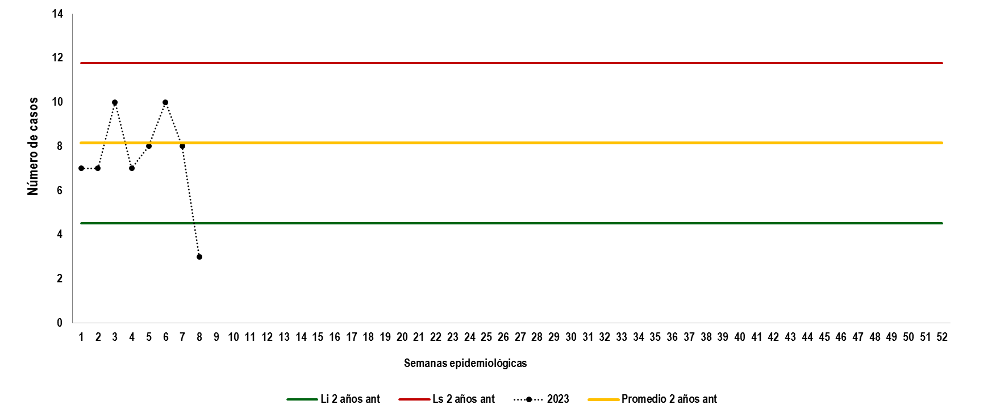 14
12
10
8
6
4
2
0
Número de casos
1 2 3 4 5 6 7 8 9 10 11 12 13 14 15 16 17 18 19 20 21 22 23 24 25 26 27 28 29 30 31 32 33 34 35 36 37 38 39 40 41 42 43 44 45 46 47 48 49 50 51 52
Semanas epidemiológicas
Li 2 años ant Ls 2 años ant 2023 Promedio 2 años ant